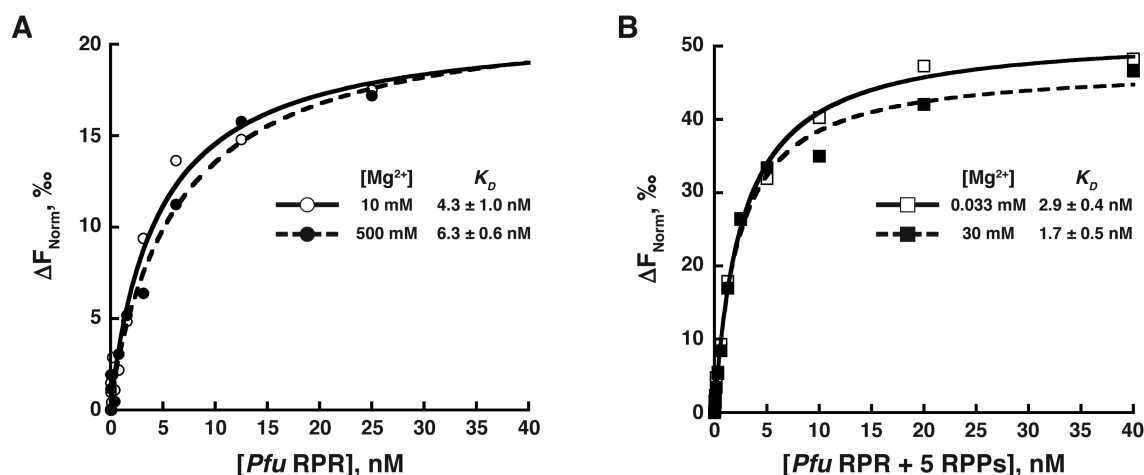 A
20
15
10
5
0
ΔF_Norm, ‰
[Mg²⁺] K_D
10 mM 4.3 ± 1.0 nM
500 mM 6.3 ± 0.6 nM
0 5 10 15 20 25 30 35 40
[Pfu RPR], nM
B
50
40
30
20
10
0
ΔF_Norm, ‰
[Mg²⁺] K_D
0.033 mM 2.9 ± 0.4 nM
30 mM 1.7 ± 0.5 nM
0 5 10 15 20 25 30 35 40
[Pfu RPR + 5 RPPs], nM